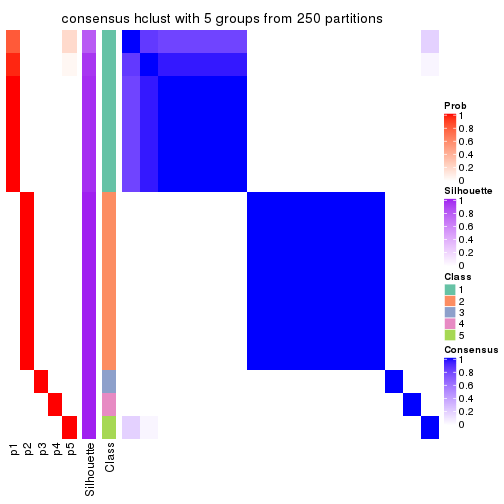 consensus hclust with 5 groups from 250 partitions
Prob
1
0.8
0.6
0.4
0.2
0
Silhouette
1
0.8
0.6
0.4
0.2
0
Class
1
2
3
4
5
Consensus
1
0.8
0.6
0.4
0.2
0
p1
p2
p3
p4
p5
Silhouette
Class